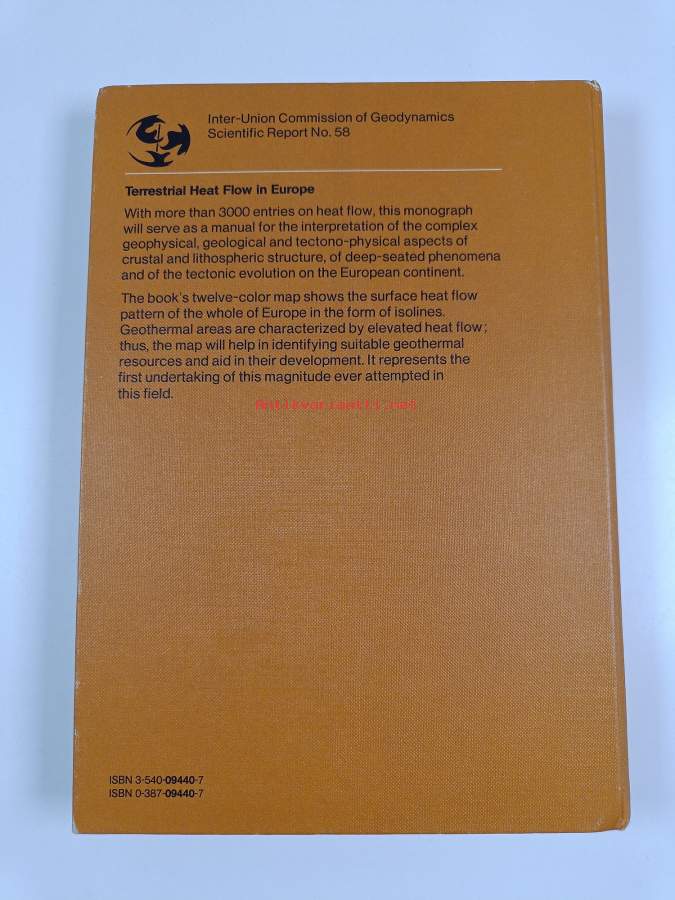 Inter-Union Commission of Geodynamics
Scientific Report No. 58
Terrestrial Heat Flow in Europe
With more than 3000 entries on heat flow, this monograph
will serve as a manual for the interpretation of the complex
geophysical, geological and tectono-physical aspects of
crustal and lithospheric structure, of deep-seated phenomena
and of the tectonic evolution on the European continent.
The book's twelve-color map shows the surface heat flow
pattern of the whole of Europe in the form of isolines.
Geothermal areas are characterized by elevated heat flow;
thus, the map will help in identifying suitable geothermal
resources and aid in their development. It represents the
first undertaking of this magnitude ever attempted in
this field.
Antikvariaatti.net
ISBN 3-540-09440-7
ISBN 0-387-09440-7